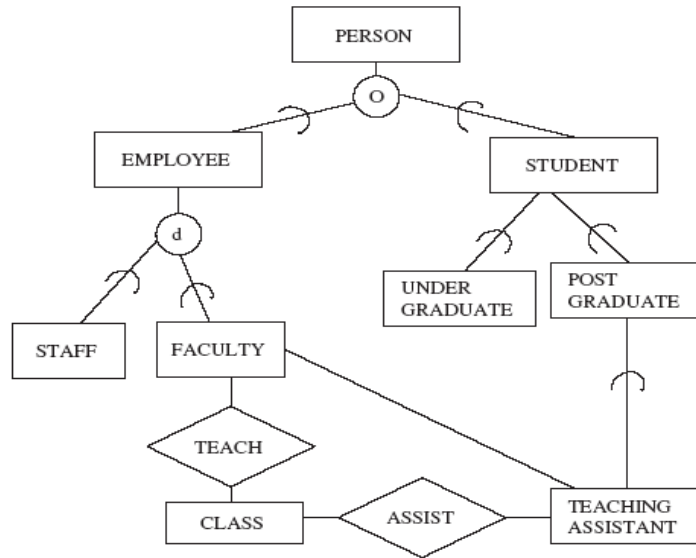 PERSON
O
EMPLOYEE
STUDENT
d
UNDER
GRADUATE
POST
GRADUATE
STAFF
FACULTY
TEACH
CLASS
ASSIST
TEACHING
ASSISTANT